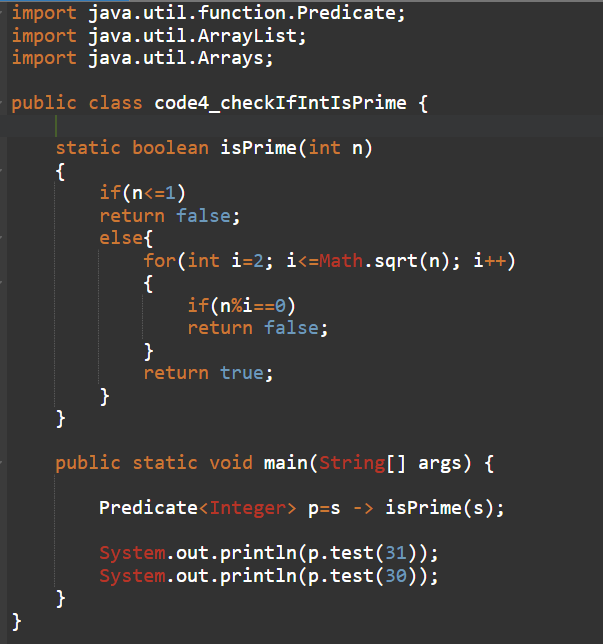 import java.util.function.Predicate;
import java.util.ArrayList;
import java.util.Arrays;
public class code4_checkIfIntIsPrime {
static boolean isPrime(int n)
{
if(n<=1)
return false;
else{
for(int i=2; i<=Math.sqrt(n); i++)
{
if(n%i==0)
return false;
}
return true;
}
}
public static void main(String[] args) {
Predicate<Integer> p=s -> isPrime(s);
System.out.println(p.test(31));
System.out.println(p.test(30));
}
}